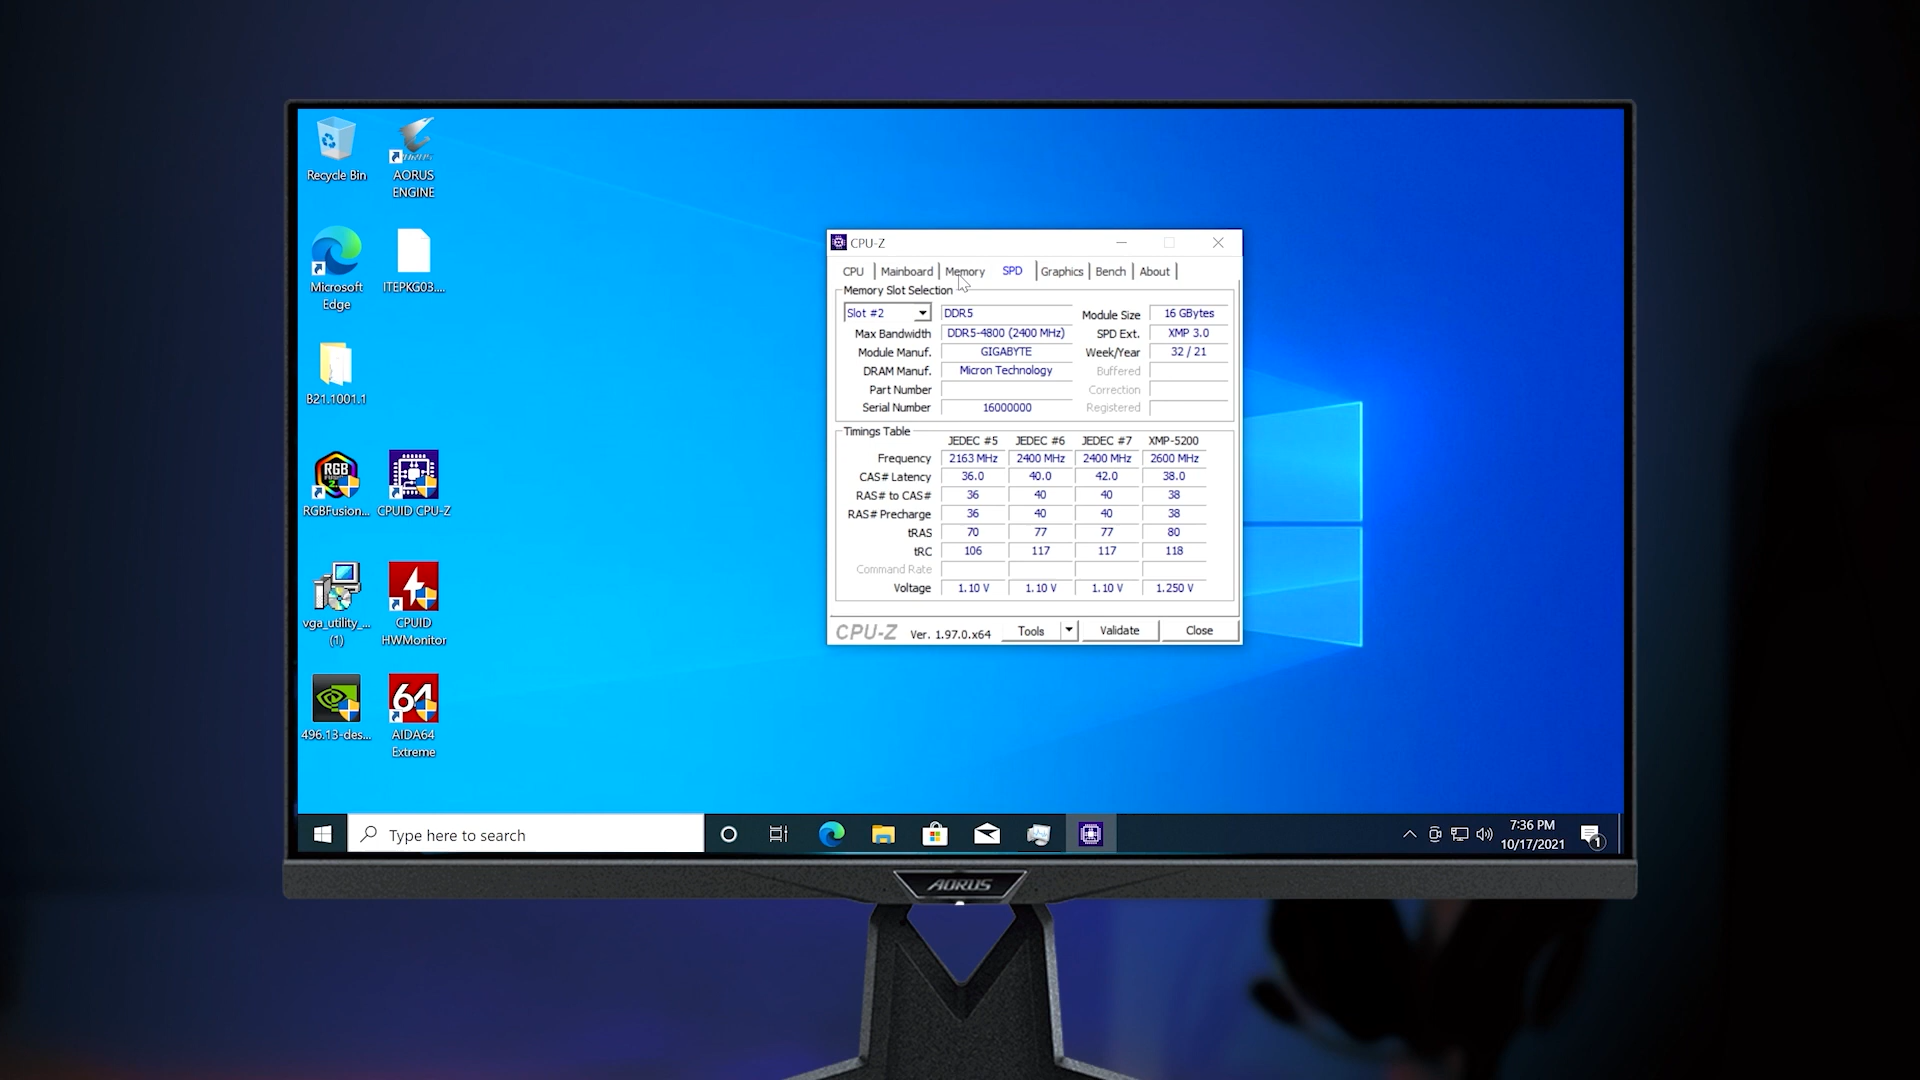 Recycle Bin
AORUS
ENGINE
Microsoft
Edge
ITEPKG03....
B21.1001.1
RGB
2.0
RGBFusion...
CPUID CPU-Z
vga_utility_...
(1)
CPUID
HWMonitor
64
496.13-des...
AIDA64
Extreme
CPU-Z
CPU Mainboard Memory SPD Graphics Bench About
Memory Slot Selection
Slot #2 DDR5 Module Size 16 GBytes
Max Bandwidth DDR5-4800 (2400 MHz) SPD Ext. XMP 3.0
Module Manuf. GIGABYTE Week/Year 32 / 21
DRAM Manuf. Micron Technology Buffered
Part Number Correction
Serial Number 16000000 Registered
Timings Table
JEDEC #5 JEDEC #6 JEDEC #7 XMP-5200
Frequency 2163 MHz 2400 MHz 2400 MHz 2600 MHz
CAS# Latency 36.0 40.0 42.0 38.0
RAS# to CAS# 36 40 40 38
RAS# Precharge 36 40 40 38
tRAS 70 77 77 80
tRC 106 117 117 118
Command Rate
Voltage 1.10 V 1.10 V 1.10 V 1.250 V
CPU-Z Ver. 1.97.0.x64 Tools Validate Close
Type here to search
7:36 PM
10/17/2021
1
AORUS